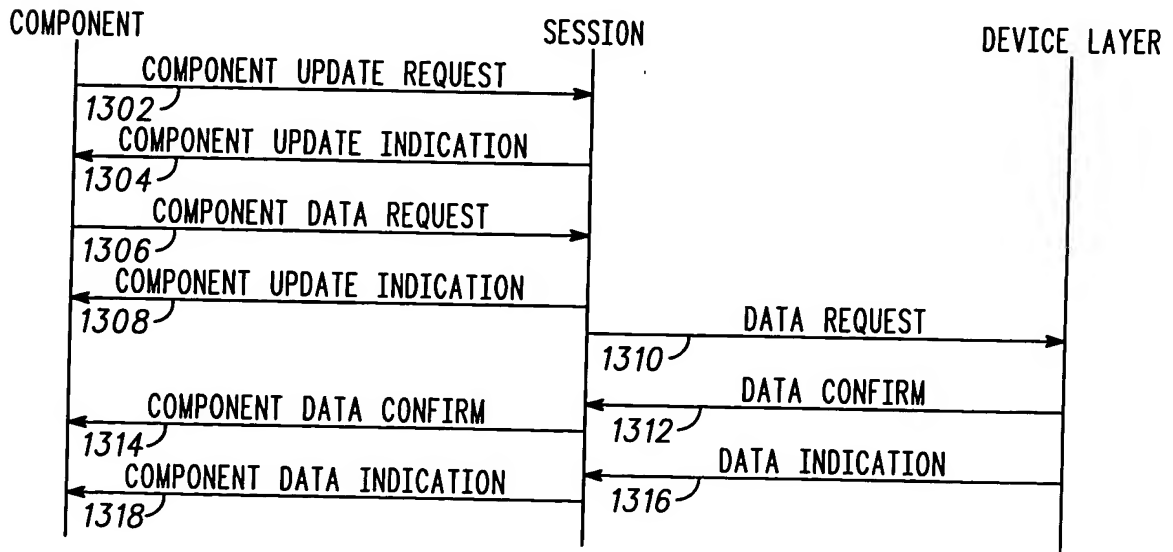 COMPONENT
SESSION
DEVICE LAYER
COMPONENT UPDATE REQUEST
1302
COMPONENT UPDATE INDICATION
1304
COMPONENT DATA REQUEST
1306
COMPONENT UPDATE INDICATION
1308
DATA REQUEST
1310
DATA CONFIRM
1312
COMPONENT DATA CONFIRM
1314
DATA INDICATION
1316
COMPONENT DATA INDICATION
1318